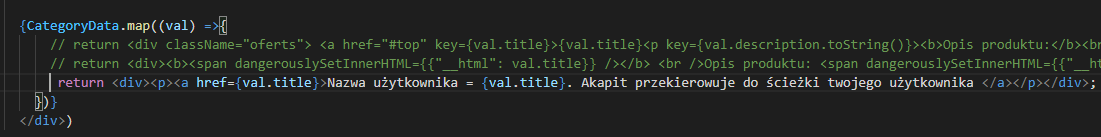 {CategoryData.map((val) =>{
// return <div className="oferts"> <a href="#top" key={val.title}>{val.title}<p key={val.description.toString()}><b>Opis produktu:</b><br
// return <div><b><span dangerouslySetInnerHTML={{"__html": val.title}} /></b> <br />Opis produktu: <span dangerouslySetInnerHTML={{"__ht
return <div><p><a href={val.title}>Nazwa użytkownika = {val.title}. Akapit przekierowuje do ścieżki twojego użytkownika </a></p></div>;
})}
</div>)